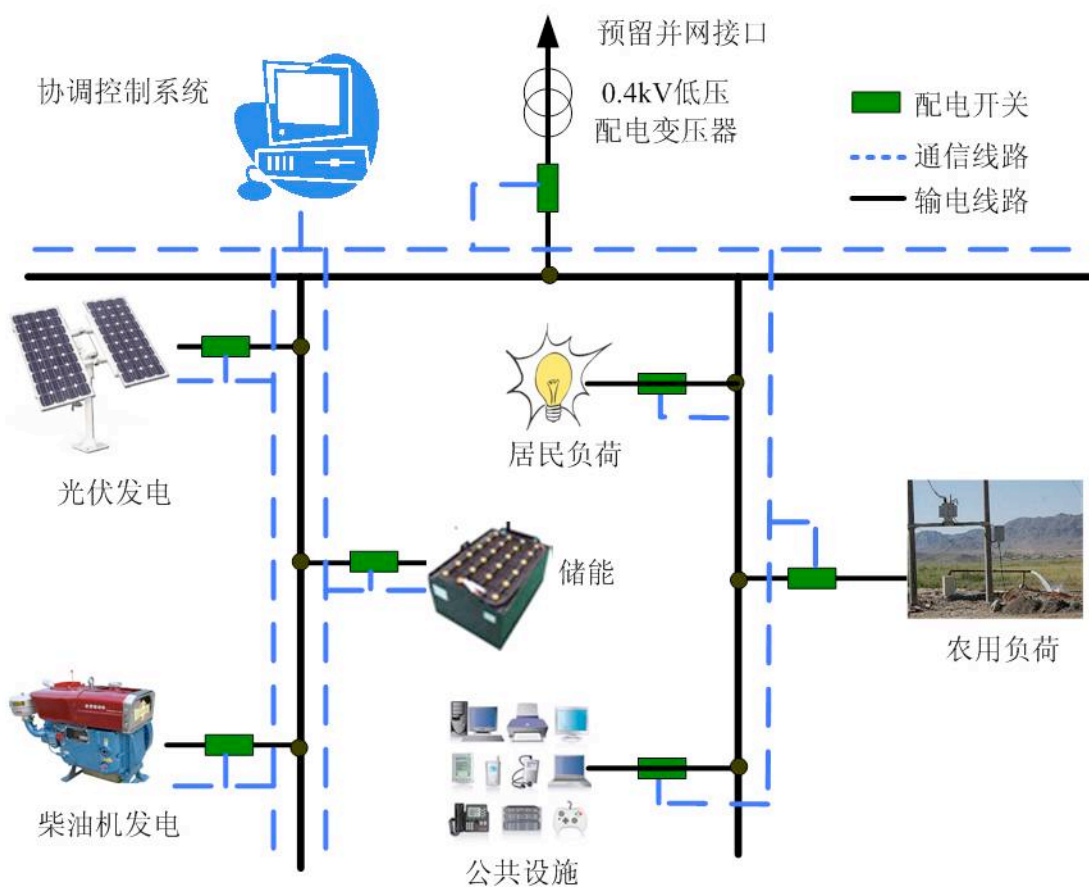 预留并网接口
协调控制系统
0.4kV低压
配电变压器
配电开关
通信线路
输电线路
光伏发电
居民负荷
储能
农用负荷
柴油机发电
公共设施